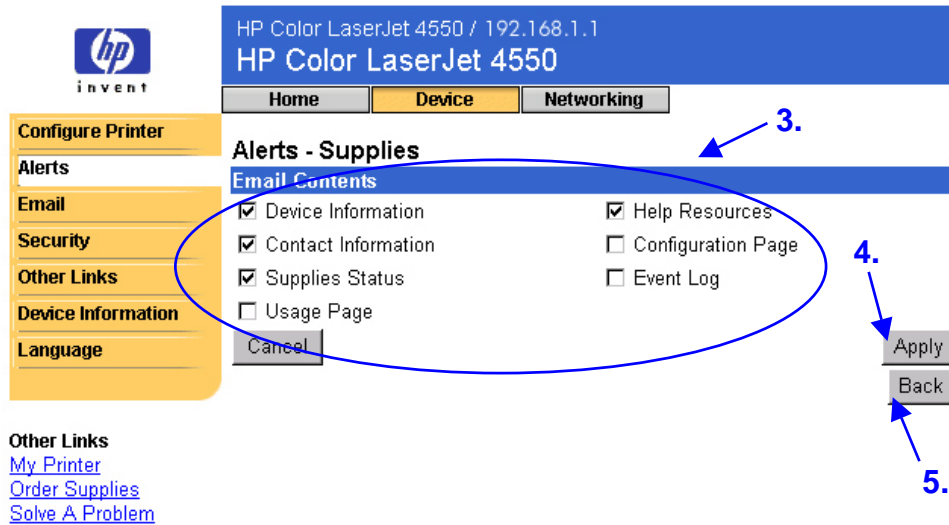 hp
invent
HP Color LaserJet 4550 / 192.168.1.1
HP Color LaserJet 4550
Home Device Networking
Configure Printer
Alerts
Email
Security
Other Links
Device Information
Language
Other Links
My Printer
Order Supplies
Solve A Problem
3.
Alerts - Supplies
Email Contents
Device Information Help Resources
Contact Information Configuration Page
Supplies Status Event Log
Usage Page
4.
Cancel Apply
Back
5.